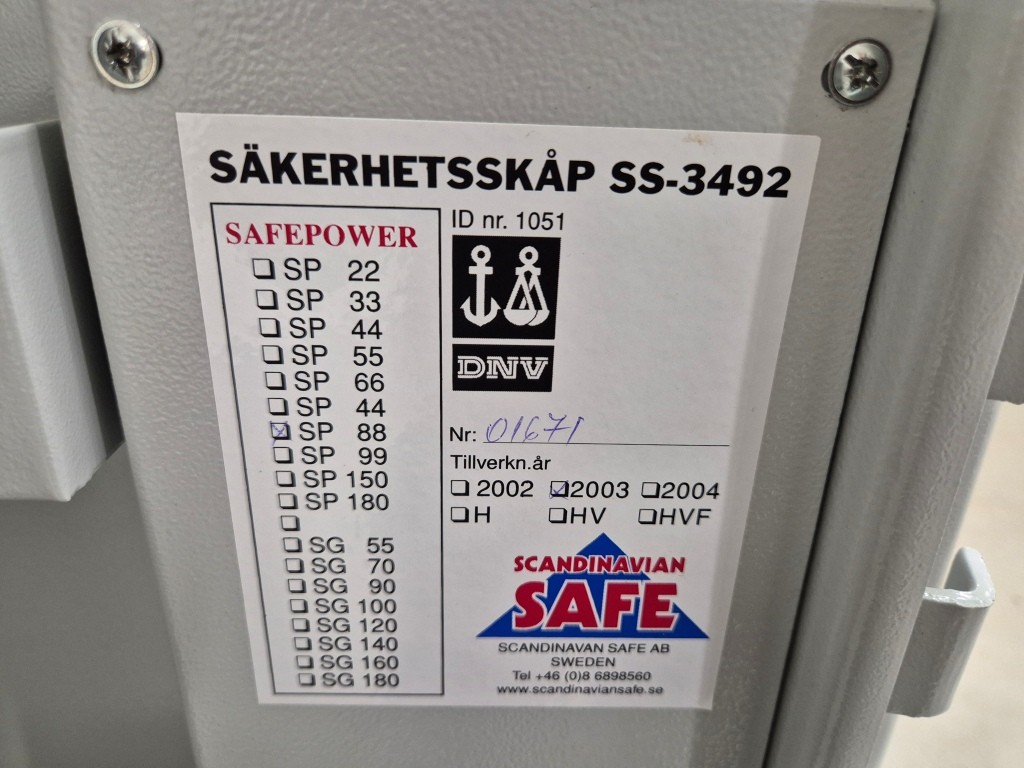 SÄKERHETSSKÅP SS-3492
SAFEPOWER
SP 22
SP 33
SP 44
SP 55
SP 66
SP 44
SP 88
SP 99
SP 150
SP 180
SG 55
SG 70
SG 90
SG 100
SG 120
SG 140
SG 160
SG 180
ID nr. 1051
DNV
Nr: 01671
Tillverkn.år
2002 2003 2004
H HV HVF
SCANDINAVIAN
SAFE
SCANDINAVAN SAFE AB
SWEDEN
Tel +46 (0)8 6898560
www.scandinaviansafe.se